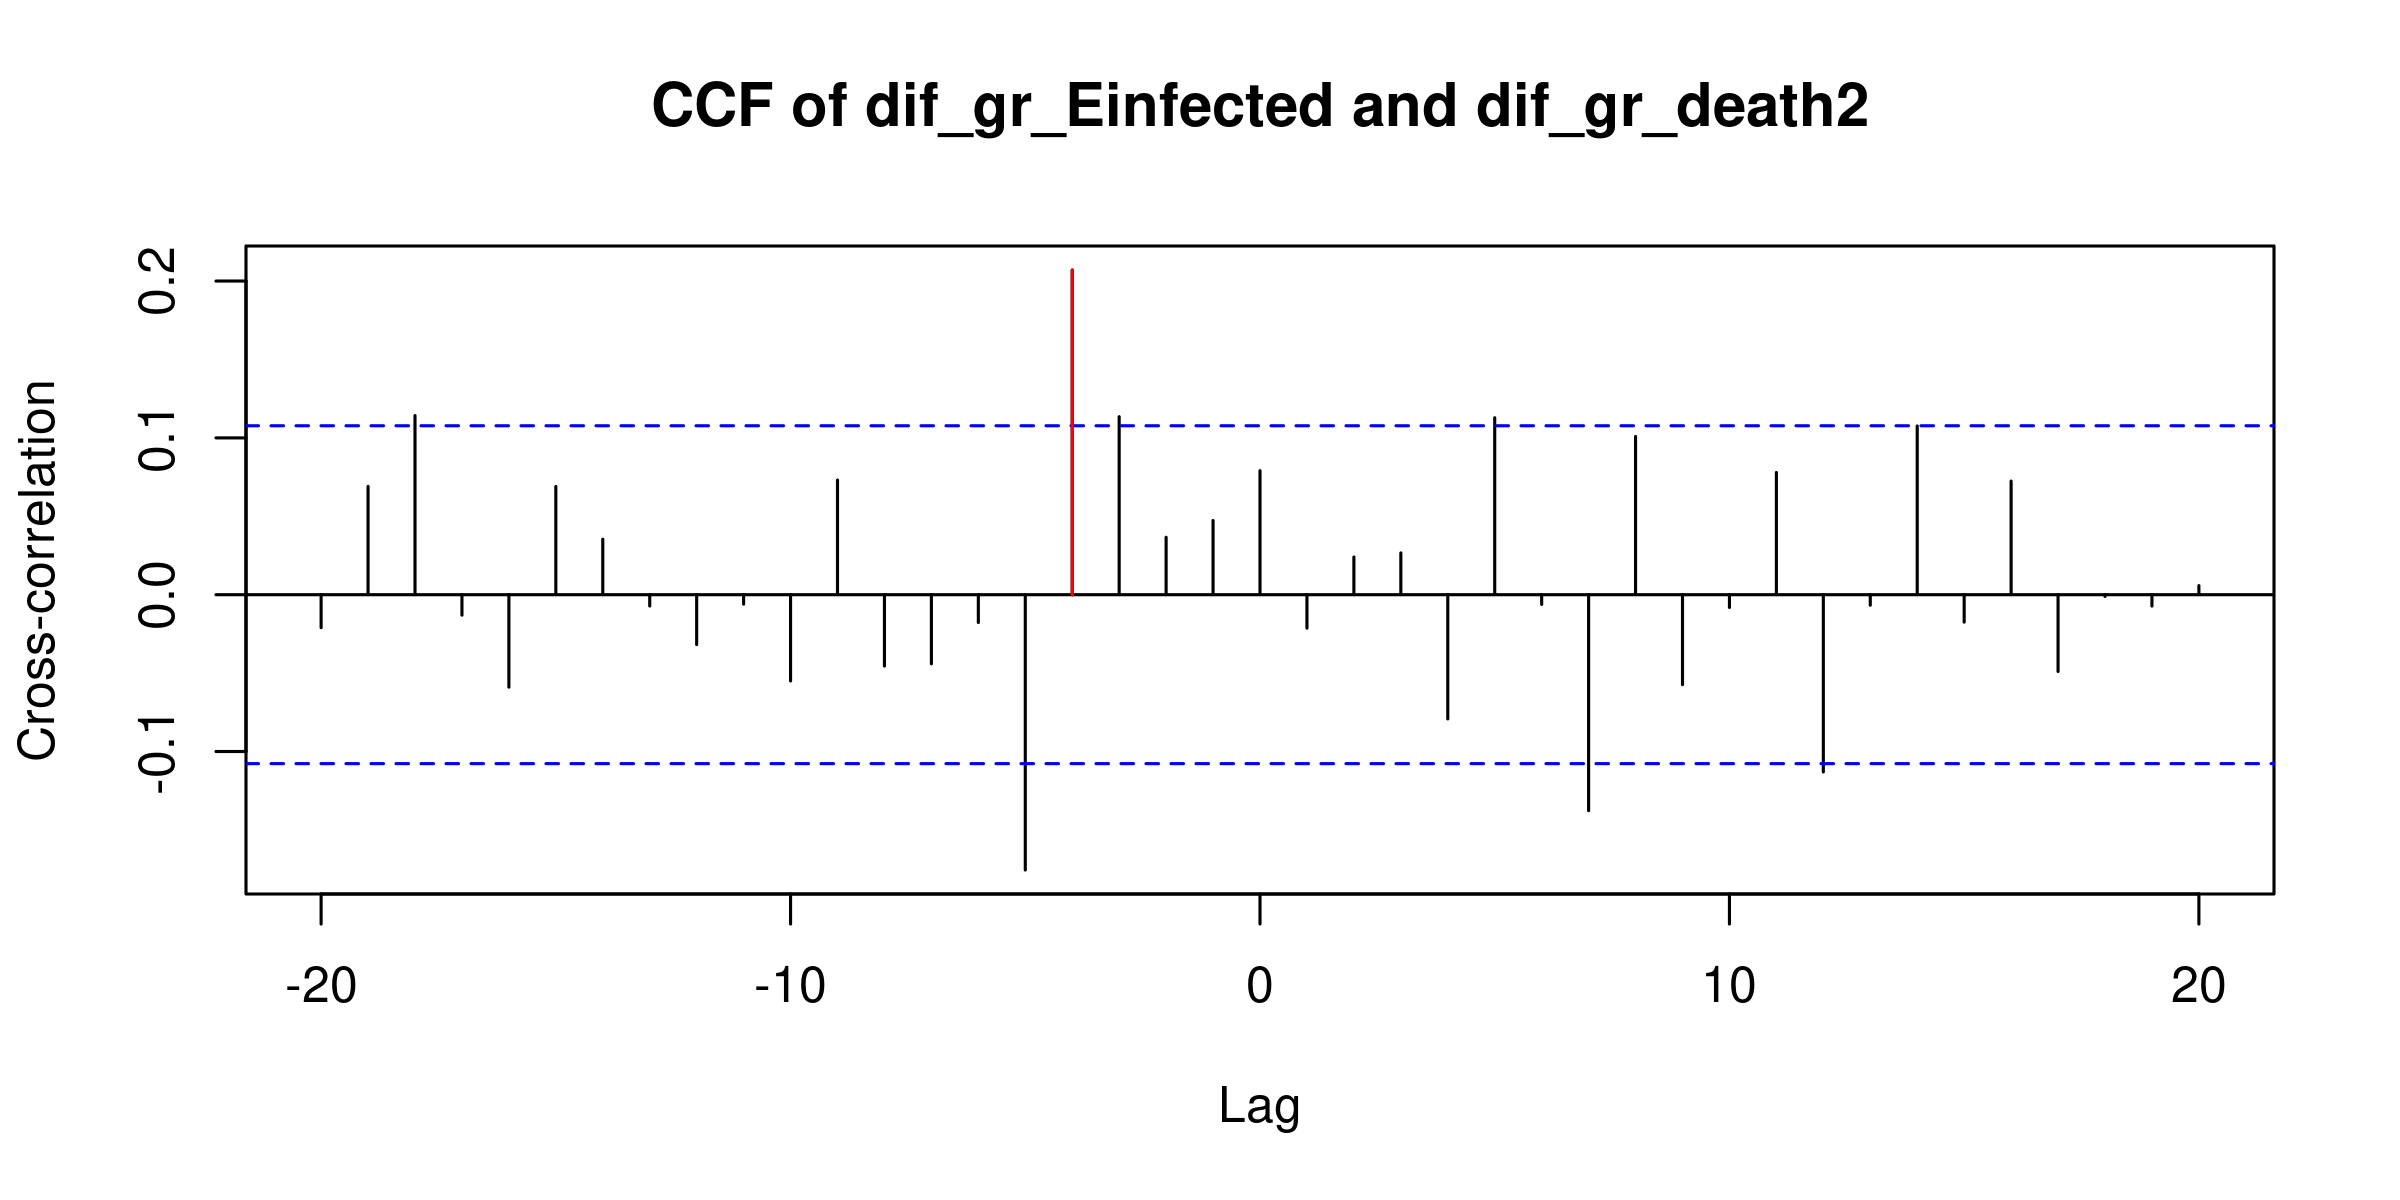 CCF of dif_gr_Einfected and dif_gr_death2
0.2
0.1
0.0
-0.1
Cross-correlation
-20 -10 0 10 20
Lag